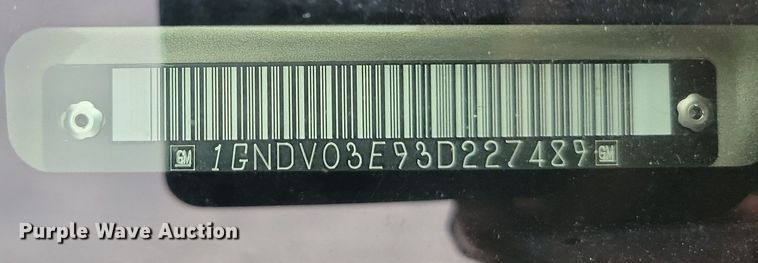 GM 1GNDV03E93D227489 GM
Purple Wave Auction